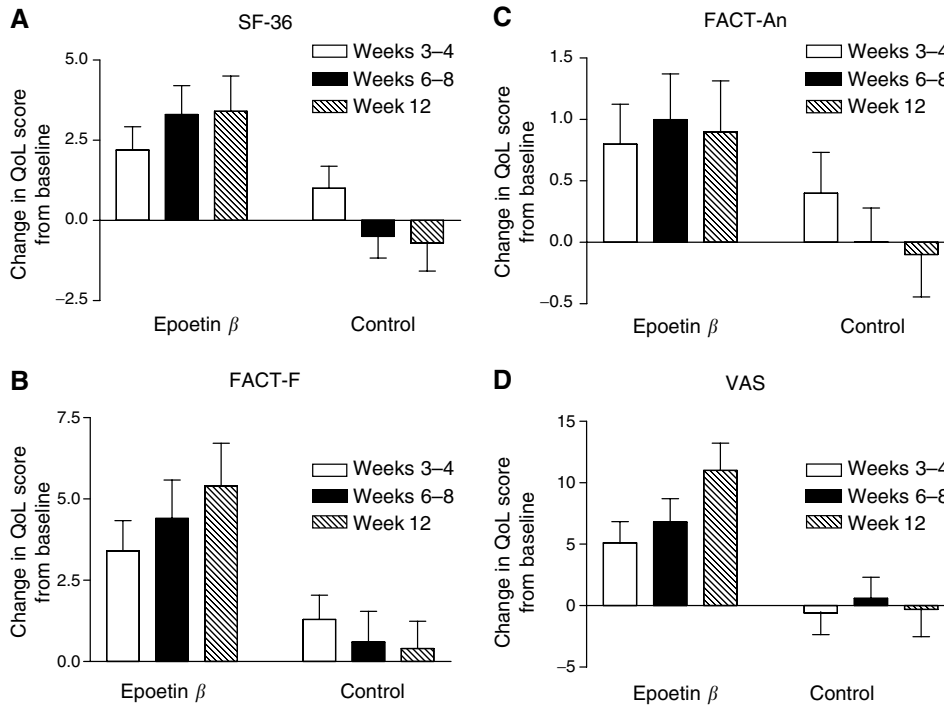 A
SF-36
Weeks 3–4
Weeks 6–8
Week 12
Change in QoL score
from baseline
5.0
2.5
0.0
−2.5
Epoetin β
Control
B
FACT-F
Weeks 3–4
Weeks 6–8
Week 12
Change in QoL score
from baseline
7.5
5.0
2.5
0.0
Epoetin β
Control
C
FACT-An
Weeks 3–4
Weeks 6–8
Week 12
Change in QoL score
from baseline
1.5
1.0
0.5
0.0
−0.5
Epoetin β
Control
D
VAS
Weeks 3–4
Weeks 6–8
Week 12
Change in QoL score
from baseline
15
10
5
0
−5
Epoetin β
Control